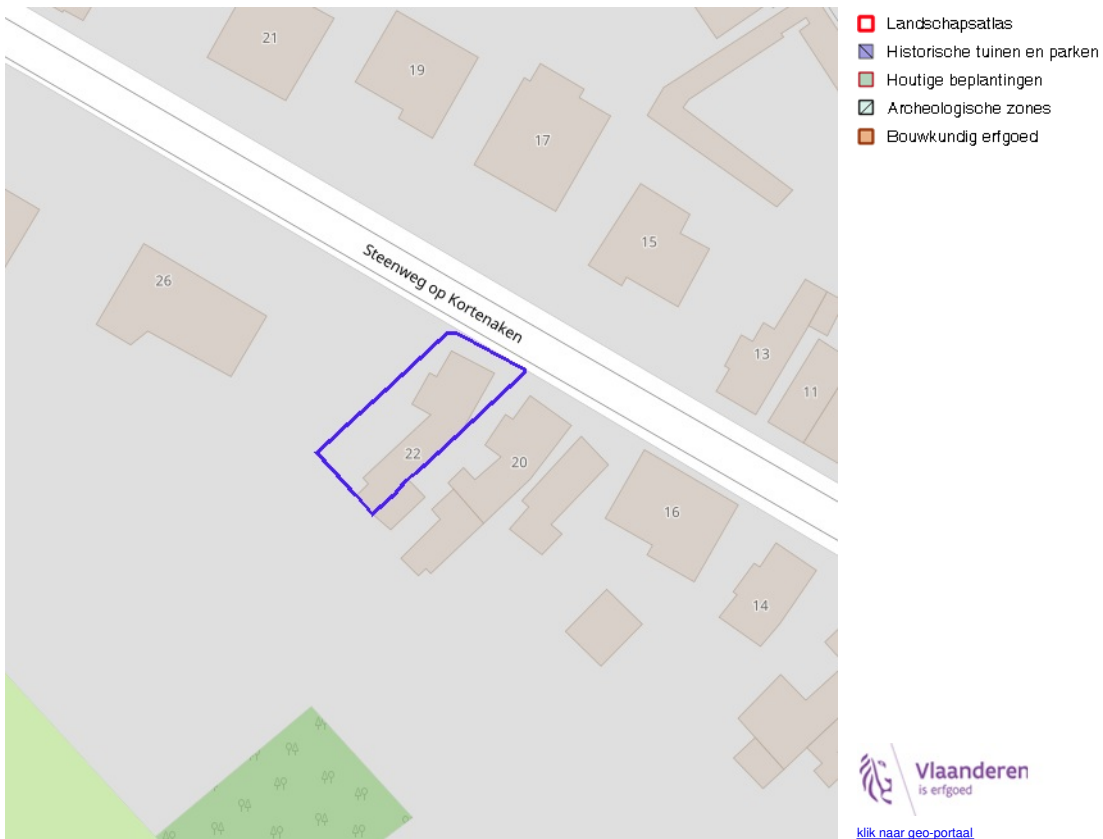 21
19
17
15
13
11
26
Steenweg op Kortenaken
22
20
16
14
Landschapsatlas
Historische tuinen en parken
Houtige beplantingen
Archeologische zones
Bouwkundig erfgoed
Vlaanderen
is erfgoed
klik naar geo-portaal